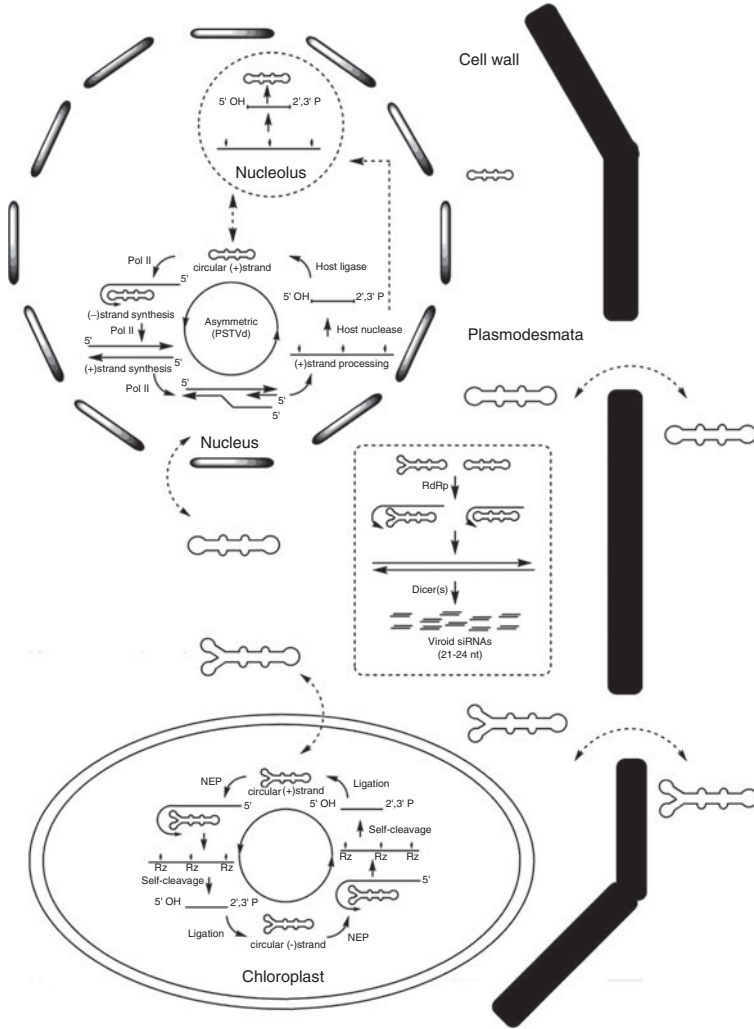 Cell wall
5' OH
2',3' P
Nucleolus
Pol II
circular (+)strand
Host ligase
5'
5' OH
2',3' P
(-)strand synthesis
Asymmetric
(PSTVd)
Pol II
Host nuclease
5'
5'
(+)strand synthesis
(+)strand processing
Pol II
5'
5'
5'
Nucleus
Plasmodesmata
RdRp
Dicer(s)
Viroid siRNAs
(21-24 nt)
NEP
circular (+)strand
Ligation
5'
5' OH
2',3' P
Self-cleavage
Rz Rz Rz
Rz Rz Rz
Self-cleavage
5'
5' OH
2',3' P
Ligation
circular (-)strand
NEP
Chloroplast